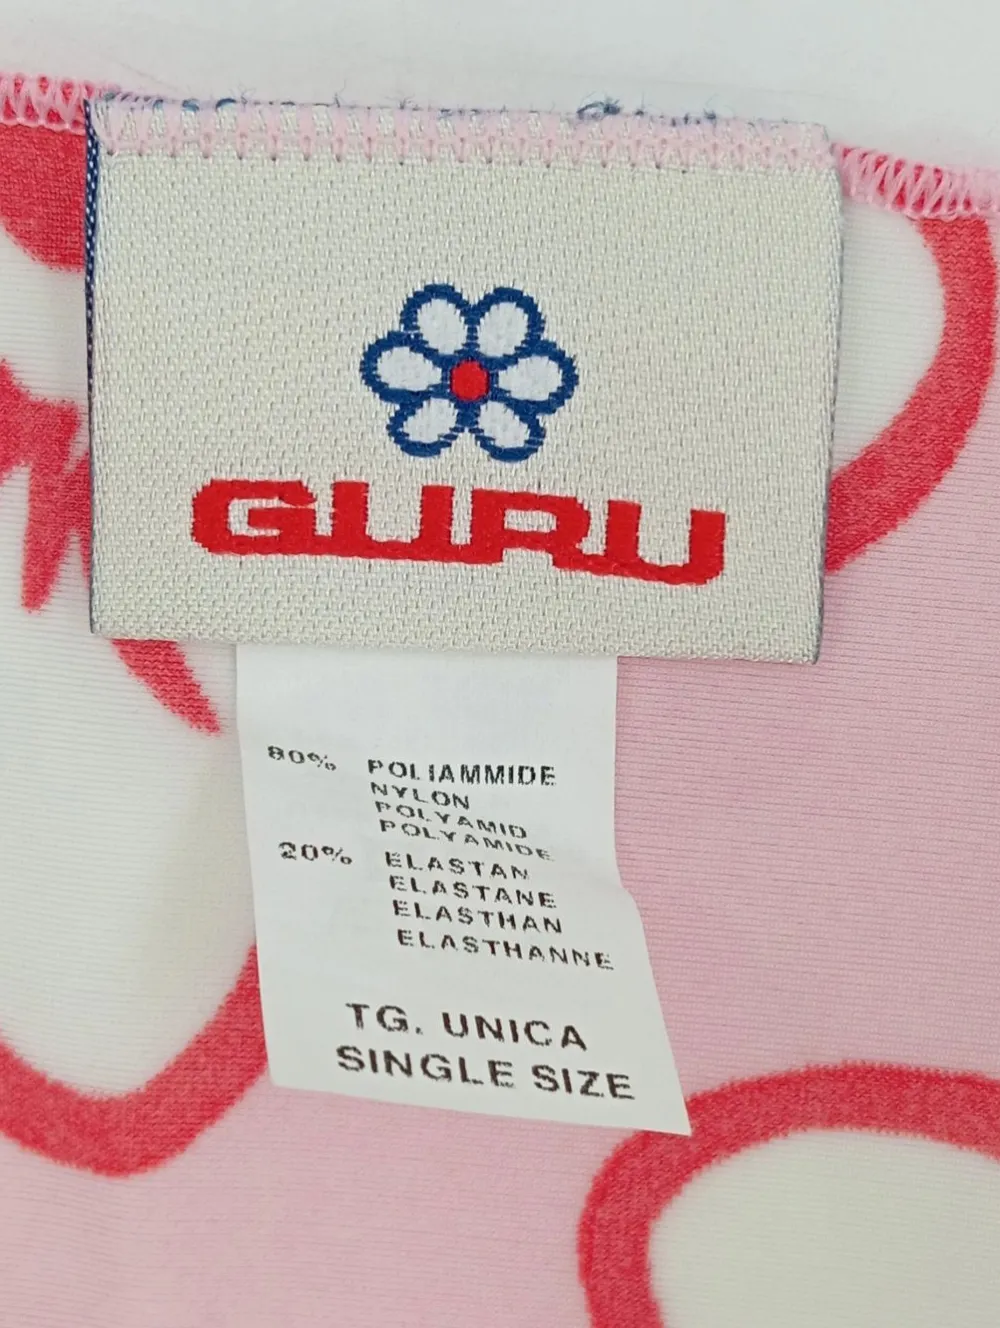 GURU
80% POLIAMMIDE
NYLON
POLYAMID
POLYAMIDE
20% ELASTAN
ELASTANE
ELASTHAN
ELASTHANNE
TG. UNICA
SINGLE SIZE